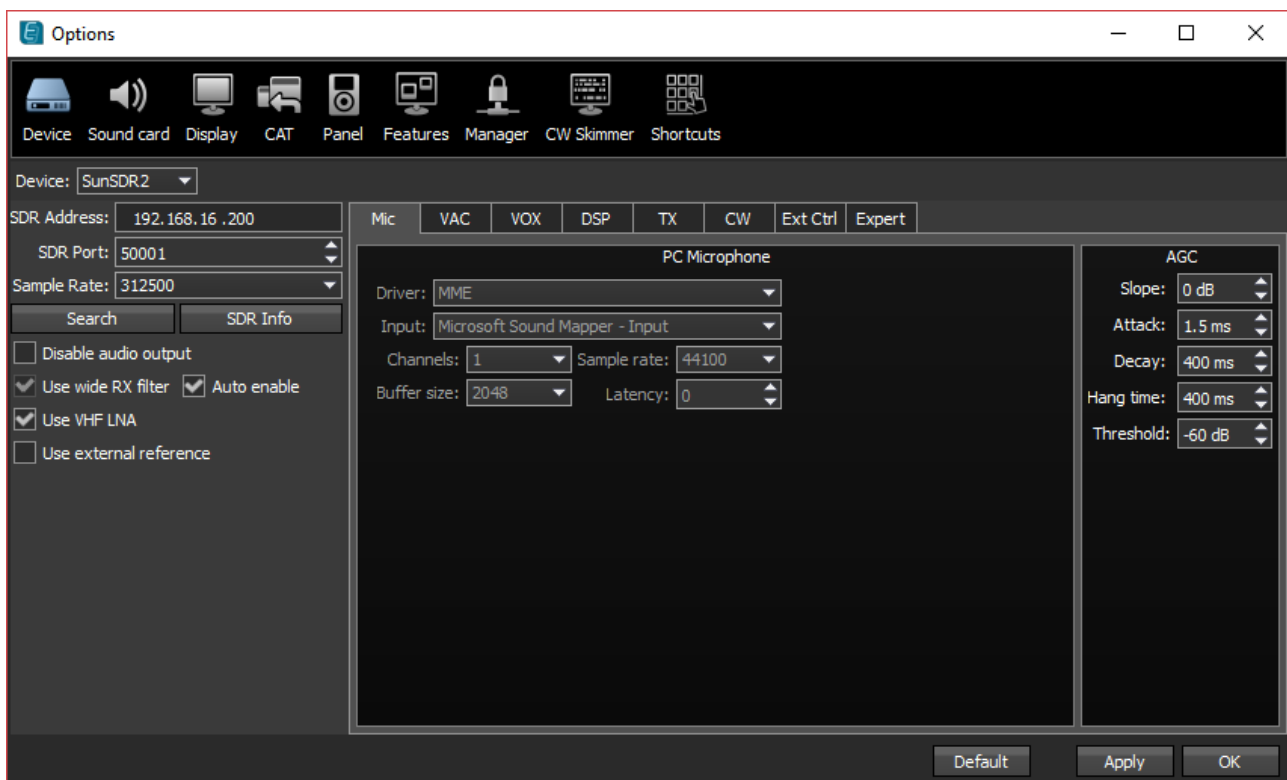 Options
Device Sound card Display CAT Panel Features Manager CW Skimmer Shortcuts
Device: SunSDR2
SDR Address: 192.168.16 .200
SDR Port: 50001
Sample Rate: 312500
Search SDR Info
Disable audio output
Use wide RX filter Auto enable
Use VHF LNA
Use external reference
Mic VAC VOX DSP TX CW Ext Ctrl Expert
PC Microphone
Driver: MME
Input: Microsoft Sound Mapper - Input
Channels: 1 Sample rate: 44100
Buffer size: 2048 Latency: 0
AGC
Slope: 0 dB
Attack: 1.5 ms
Decay: 400 ms
Hang time: 400 ms
Threshold: -60 dB
Default Apply OK